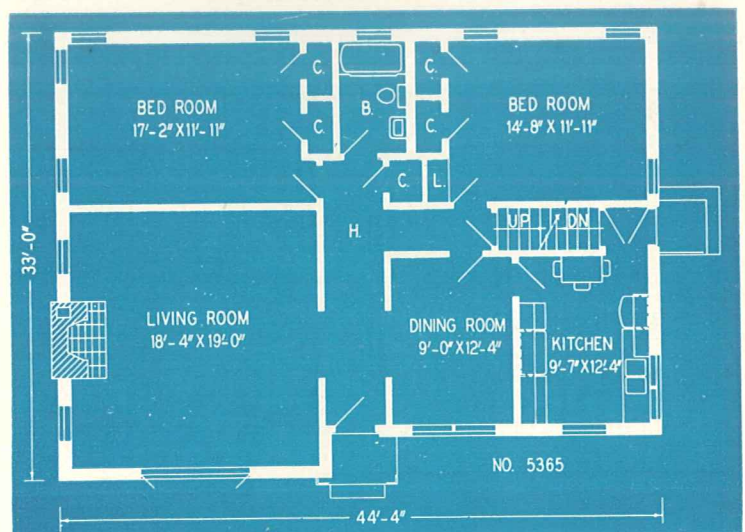 C.
C.
B.
C.
C.
BED ROOM
17'-2" X 11'-11"
BED ROOM
14'-8" X 11'-11"
C.
L.
H.
UP
DN
33'-0"
LIVING ROOM
18'-4" X 19'-0"
DINING ROOM
9'-0" X 12'-4"
KITCHEN
9'-7" X 12'-4"
NO. 5365
44'-4"